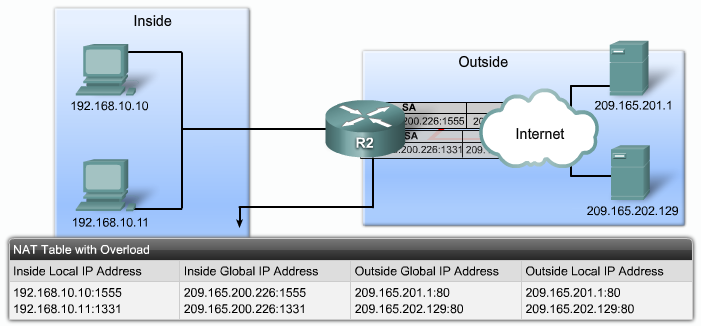 Inside
Outside
192.168.10.10
209.165.201.1
SA
.200.226:1555 20
R2
SA
.200.226:1331 209.
Internet
192.168.10.11
209.165.202.129
NAT Table with Overload
Inside Local IP Address Inside Global IP Address Outside Global IP Address Outside Local IP Address
192.168.10.10:1555 209.165.200.226:1555 209.165.201.1:80 209.165.201.1:80
192.168.10.11:1331 209.165.200.226:1331 209.165.202.129:80 209.165.202.129:80